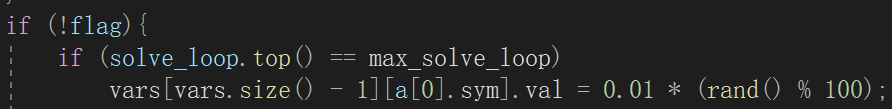 if (!flag){
if (solve_loop.top() == max_solve_loop)
vars[vars.size() - 1][a[0].sym].val = 0.01 * (rand() % 100);